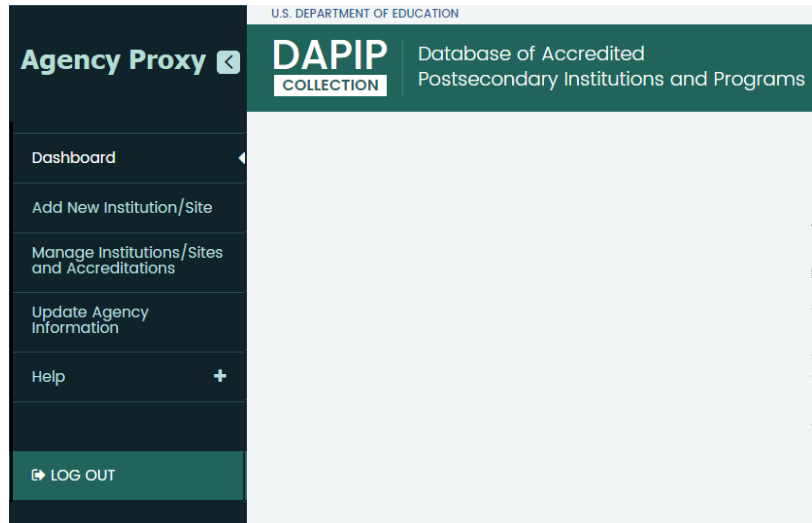 U.S. DEPARTMENT OF EDUCATION
Agency Proxy
DAPIP
COLLECTION
Database of Accredited
Postsecondary Institutions and Programs
Dashboard
Add New Institution/Site
Manage Institutions/Sites
and Accreditations
Update Agency
Information
Help
LOG OUT